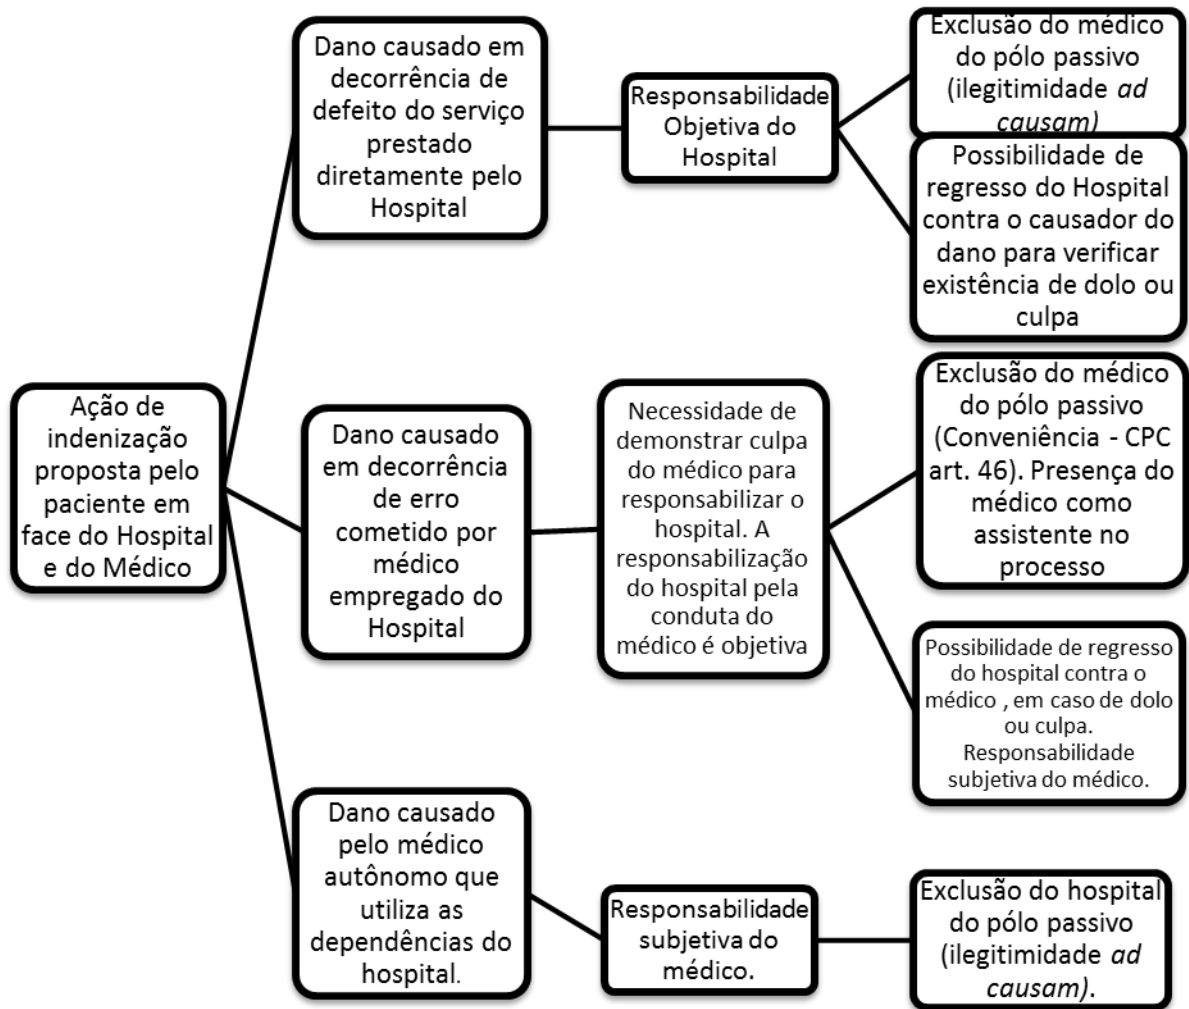 Ação de
indenização
proposta pelo
paciente em
face do Hospital
e do Médico
Dano causado em
decorrência de
defeito do serviço
prestado
diretamente pelo
Hospital
Responsabilidade
Objetiva do
Hospital
Exclusão do médico
do pólo passivo
(ilegitimidade ad
causam)
Possibilidade de
regresso do Hospital
contra o causador do
dano para verificar
existência de dolo ou
culpa
Dano causado
em decorrência
de erro
cometido por
médico
empregado do
Hospital
Necessidade de
demonstrar culpa
do médico para
responsabilizar o
hospital. A
responsabilização
do hospital pela
conduta do
médico é objetiva
Exclusão do médico
do pólo passivo
(Conveniência - CPC
art. 46). Presença do
médico como
assistente no
processo
Possibilidade de regresso
do hospital contra o
médico , em caso de dolo
ou culpa.
Responsabilidade
subjetiva do médico.
Dano causado
pelo médico
autônomo que
utiliza as
dependências do
hospital.
Responsabilidade
subjetiva do
médico.
Exclusão do hospital
do pólo passivo
(ilegitimidade ad
causam).